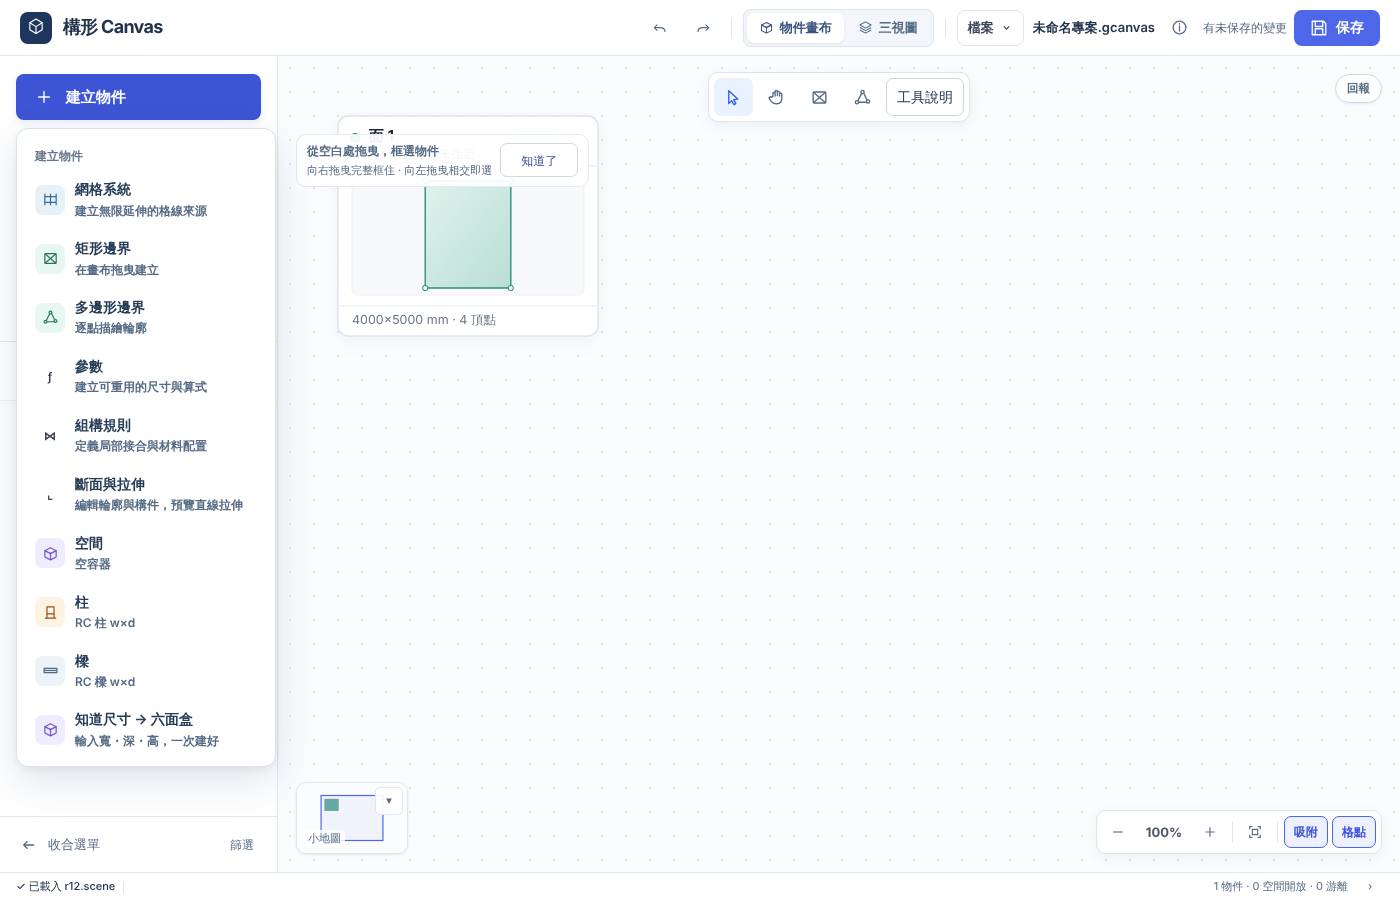 構形 Canvas
物件畫布
三視圖
檔案
未命名專案.gcanvas
有未保存的變更
保存
建立物件
建立物件
網格系統
建立無限延伸的格線來源
矩形邊界
在畫布拖曳建立
多邊形邊界
逐點描繪輪廓
參數
建立可重用的尺寸與算式
組構規則
定義局部接合與材料配置
斷面與拉伸
編輯輪廓與構件，預覽直線拉伸
空間
空容器
柱
RC 柱 w×d
樑
RC 樑 w×d
知道尺寸 → 六面盒
輸入寬・深・高，一次建好
收合選單
篩選
工具說明
回報
面 1
從空白處拖曳，框選物件
向右拖曳完整框住 · 向左拖曳相交即選
知道了
4000×5000 mm · 4 頂點
小地圖
100%
吸附
格點
已載入 r12.scene
1 物件 · 0 空間開放 · 0 游離